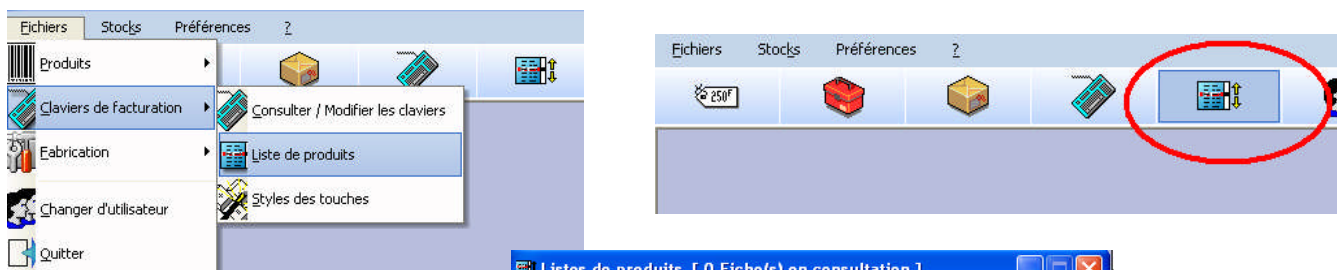 Fichiers Stocks Préférences ?
Produits
Claviers de facturation
Consulter / Modifier les claviers
Fabrication
Liste de produits
Styles des touches
Changer d'utilisateur
Quitter
Fichiers Stocks Préférences ?
250F
Listes de produits [ 0 Fiche(s) en consultation ]